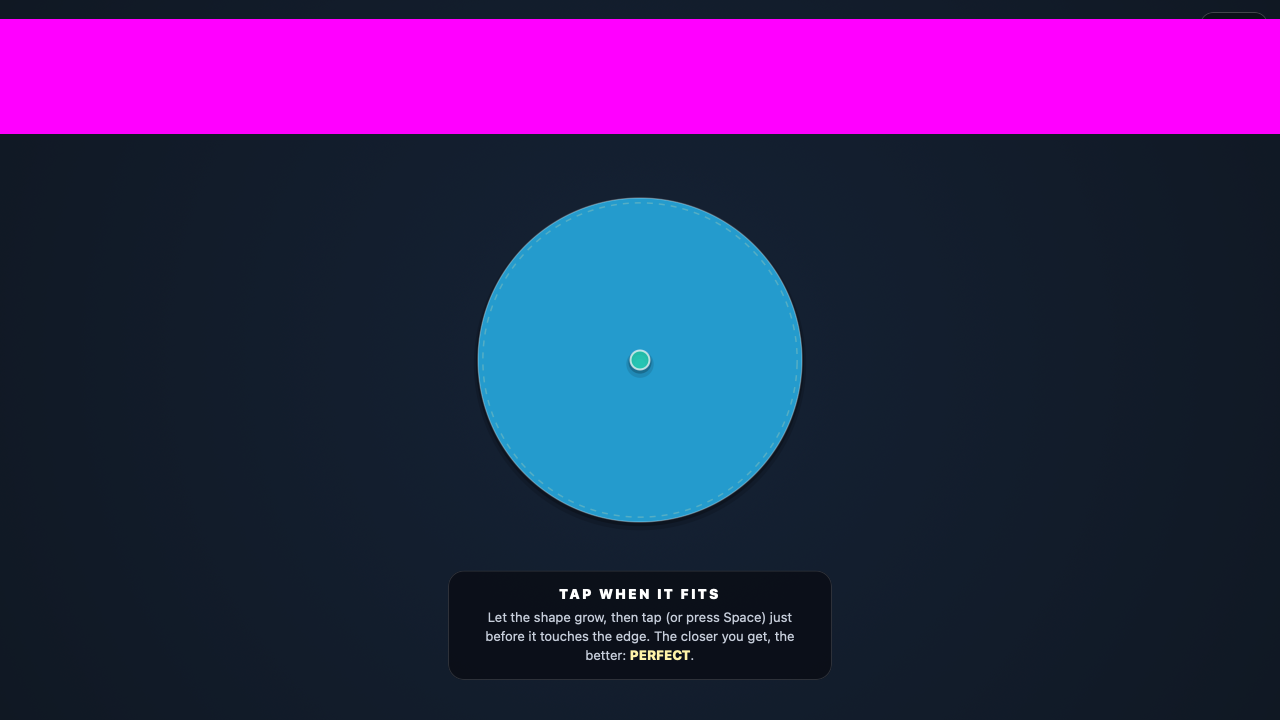 TAP WHEN IT FITS
Let the shape grow, then tap (or press Space) just
before it touches the edge. The closer you get, the
better: PERFECT.